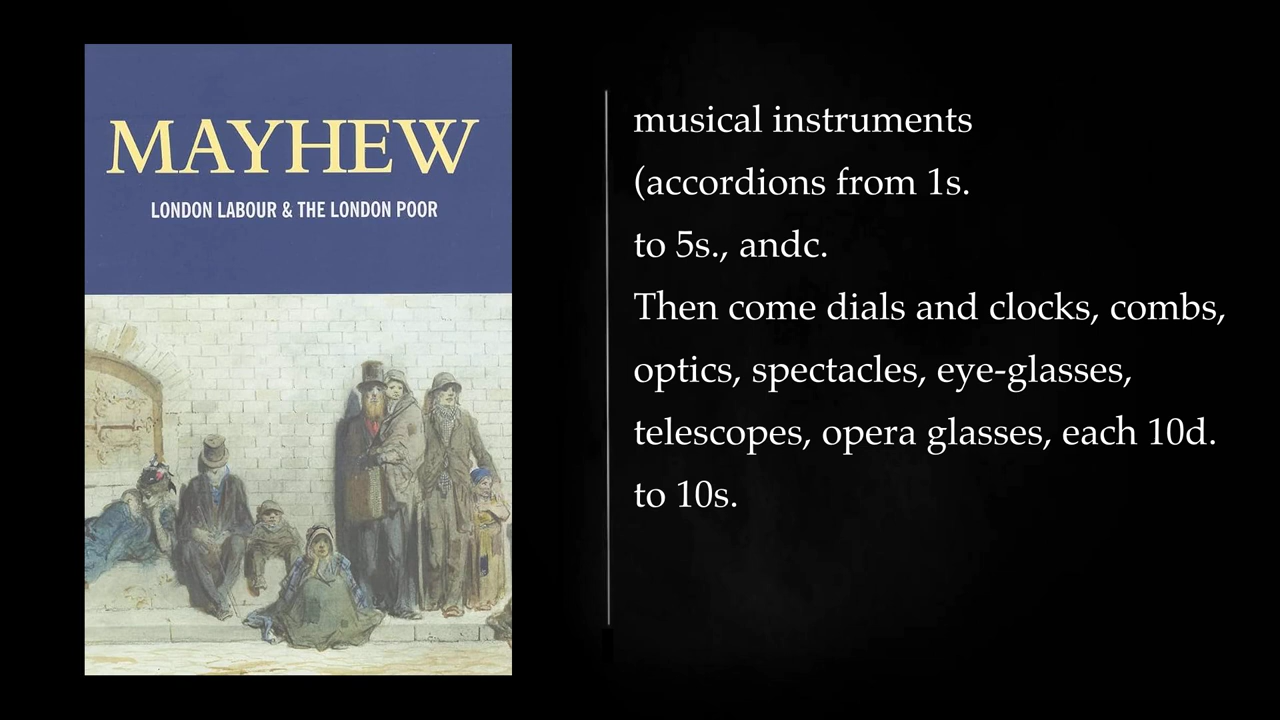 MAYHEW
LONDON LABOUR & THE LONDON POOR
musical instruments
(accordions from 1s.
to 5s., andc.
Then come dials and clocks, combs,
optics, spectacles, eye-glasses,
telescopes, opera glasses, each 10d.
to 10s.